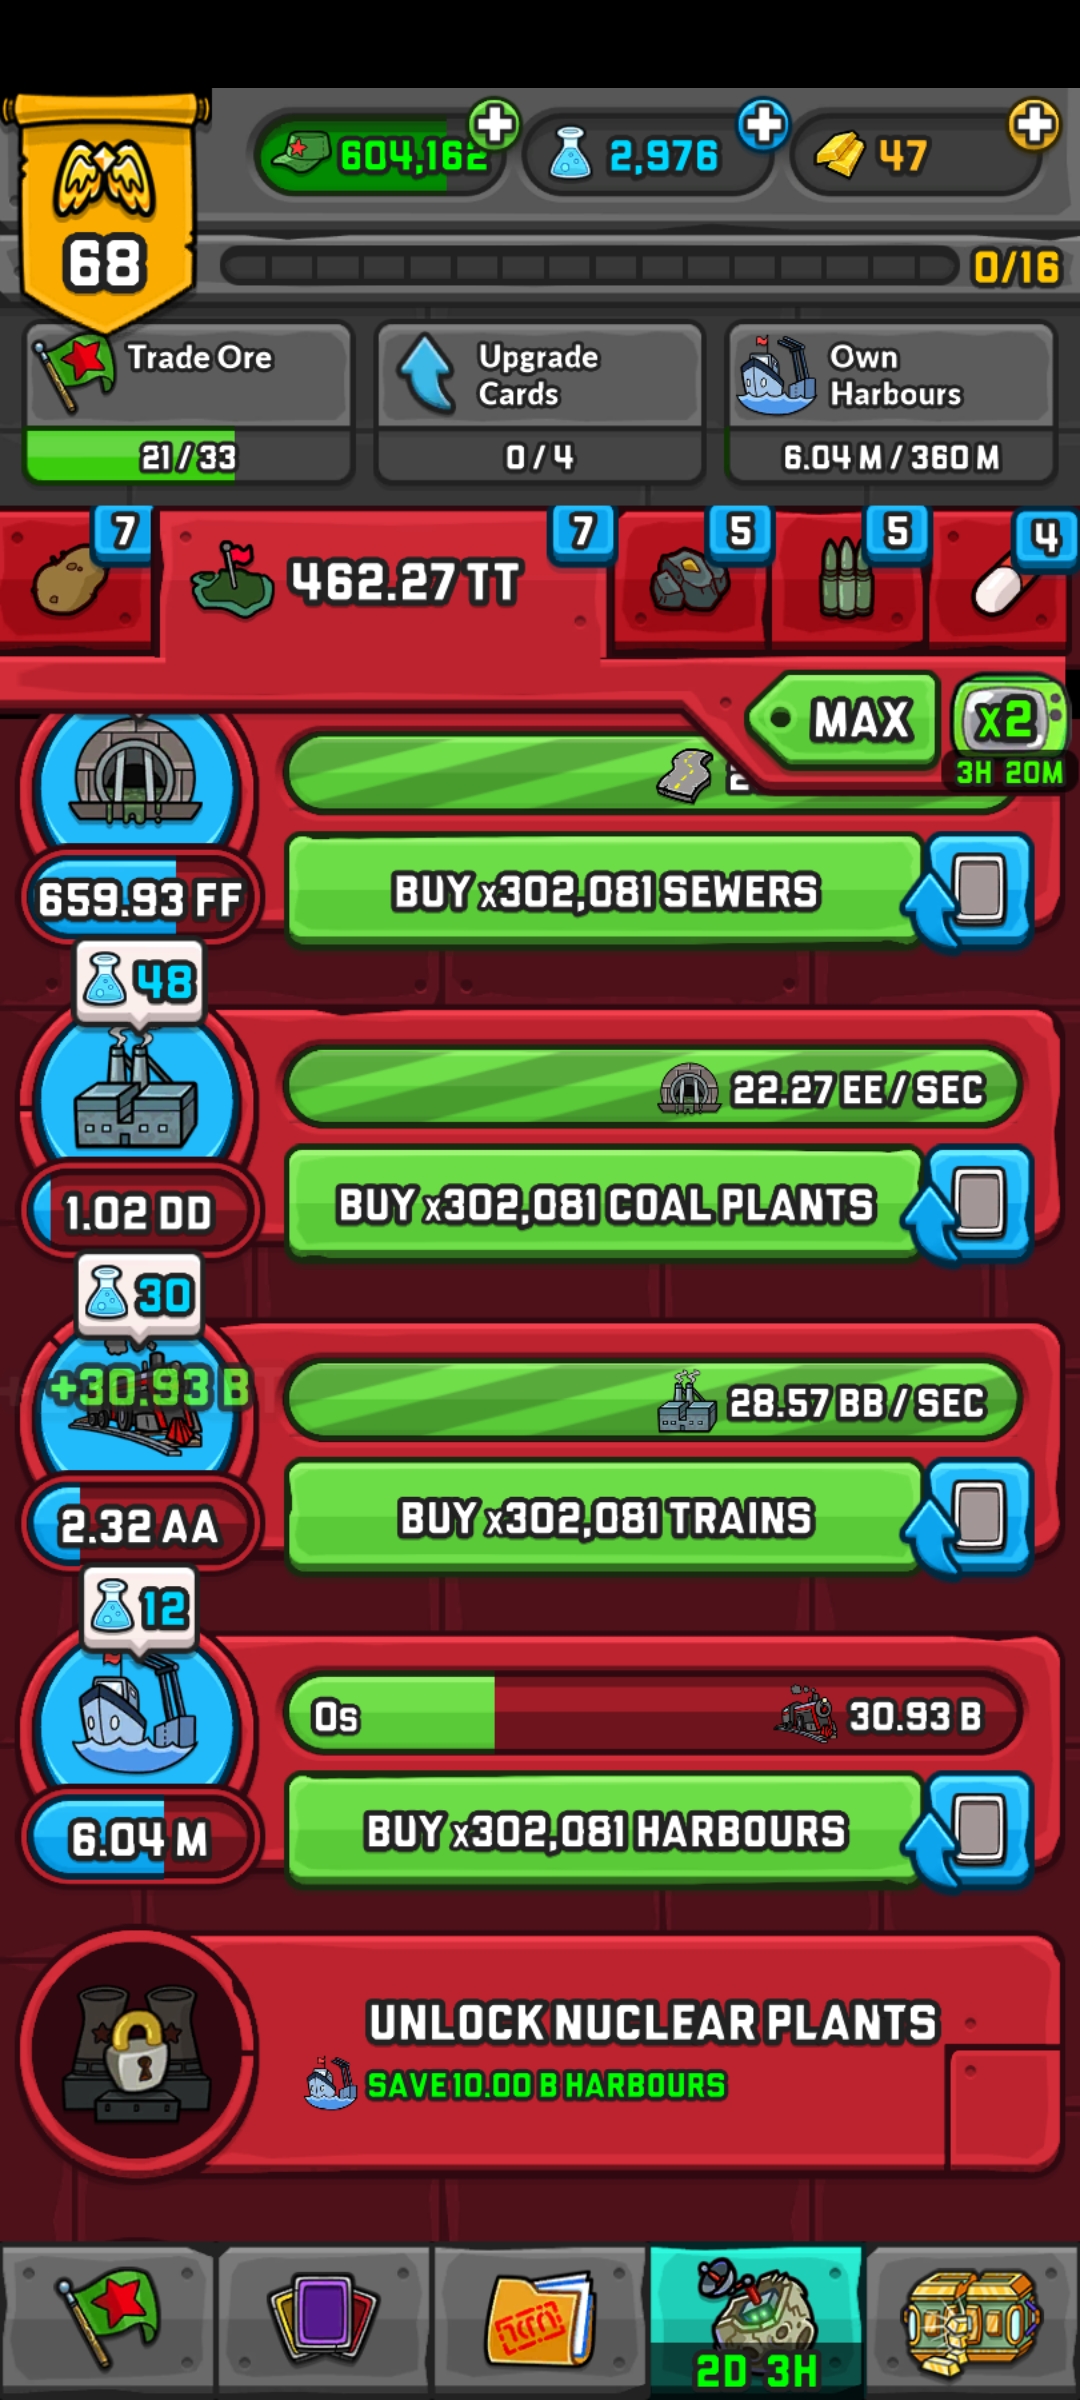 68
604,162
2,976
47
0/16
Trade Ore
21/33
Upgrade
Cards
0/4
Own
Harbours
6.04 M / 360 M
7
462.27 TT
7
5
5
4
MAX
x2
3H 20M
659.93 FF
BUY x302,081 SEWERS
48
22.27 EE / SEC
1.02 DD
BUY x302,081 COAL PLANTS
30
+30.93 B
28.57 BB / SEC
2.32 AA
BUY x302,081 TRAINS
12
0s
30.93 B
6.04 M
BUY x302,081 HARBOURS
UNLOCK NUCLEAR PLANTS
SAVE 10.00 B HARBOURS
2D 3H